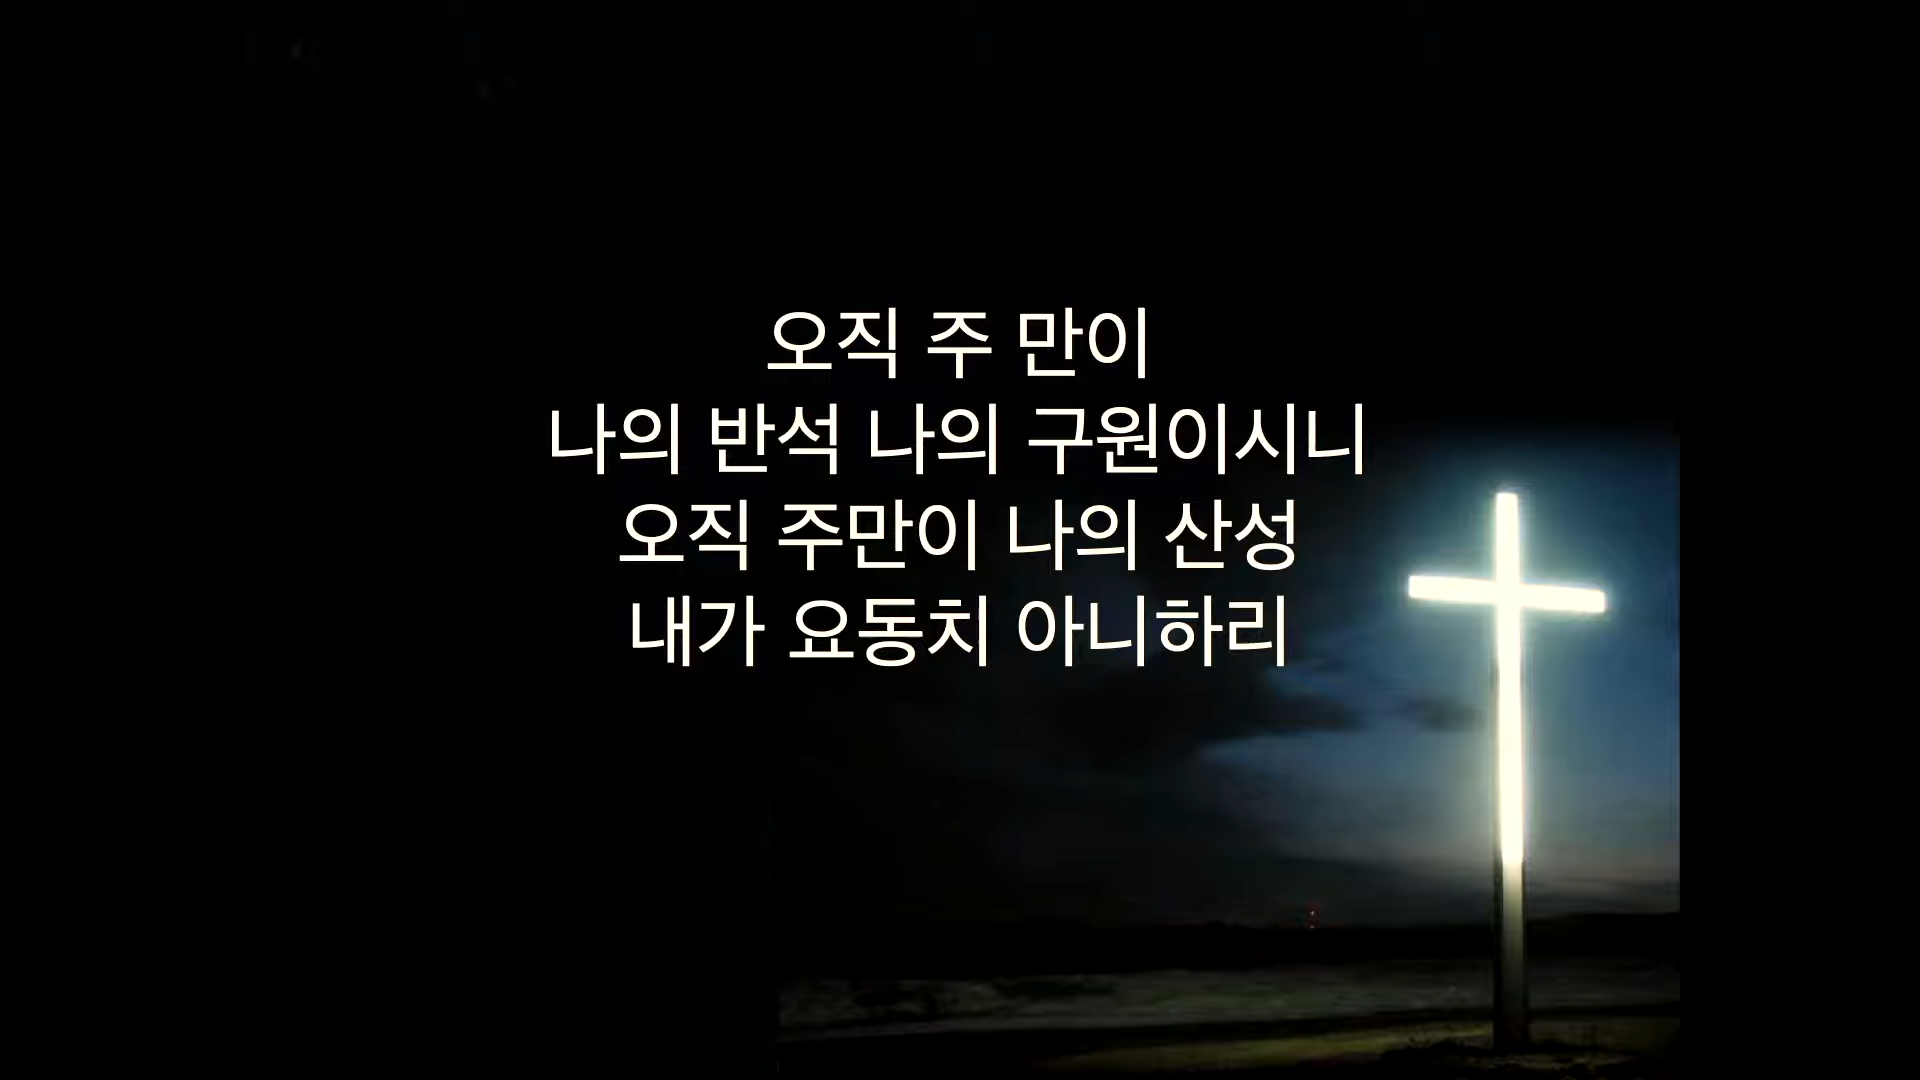 오직 주 만이
나의 반석 나의 구원이시니
오직 주만이 나의 산성
내가 요동치 아니하리